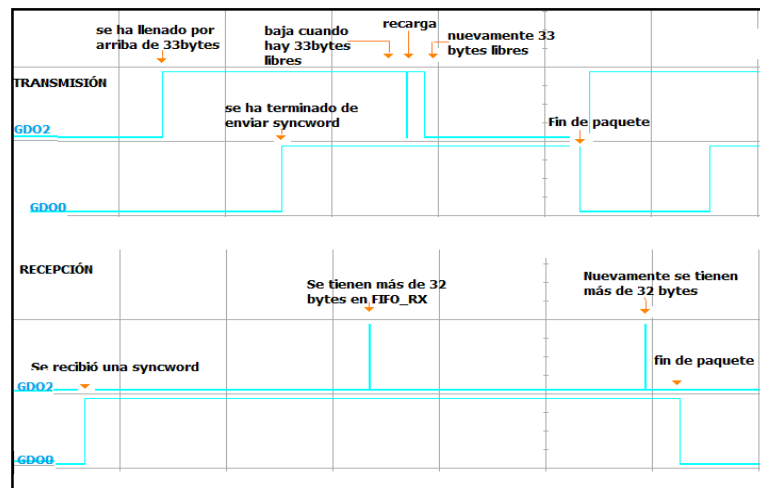 se ha llenado por
arriba de 33bytes
baja cuando
hay 33bytes
libres
recarga
nuevamente 33
bytes libres
TRANSMISIÓN
se ha terminado de
enviar syncword
Fin de paquete
GDO2
GDO0
RECEPCIÓN
Se tienen más de 32
bytes en FIFO_RX
Nuevamente se tienen
más de 32 bytes
Se recibió una syncword
fin de paquete
GDO2
GDO0